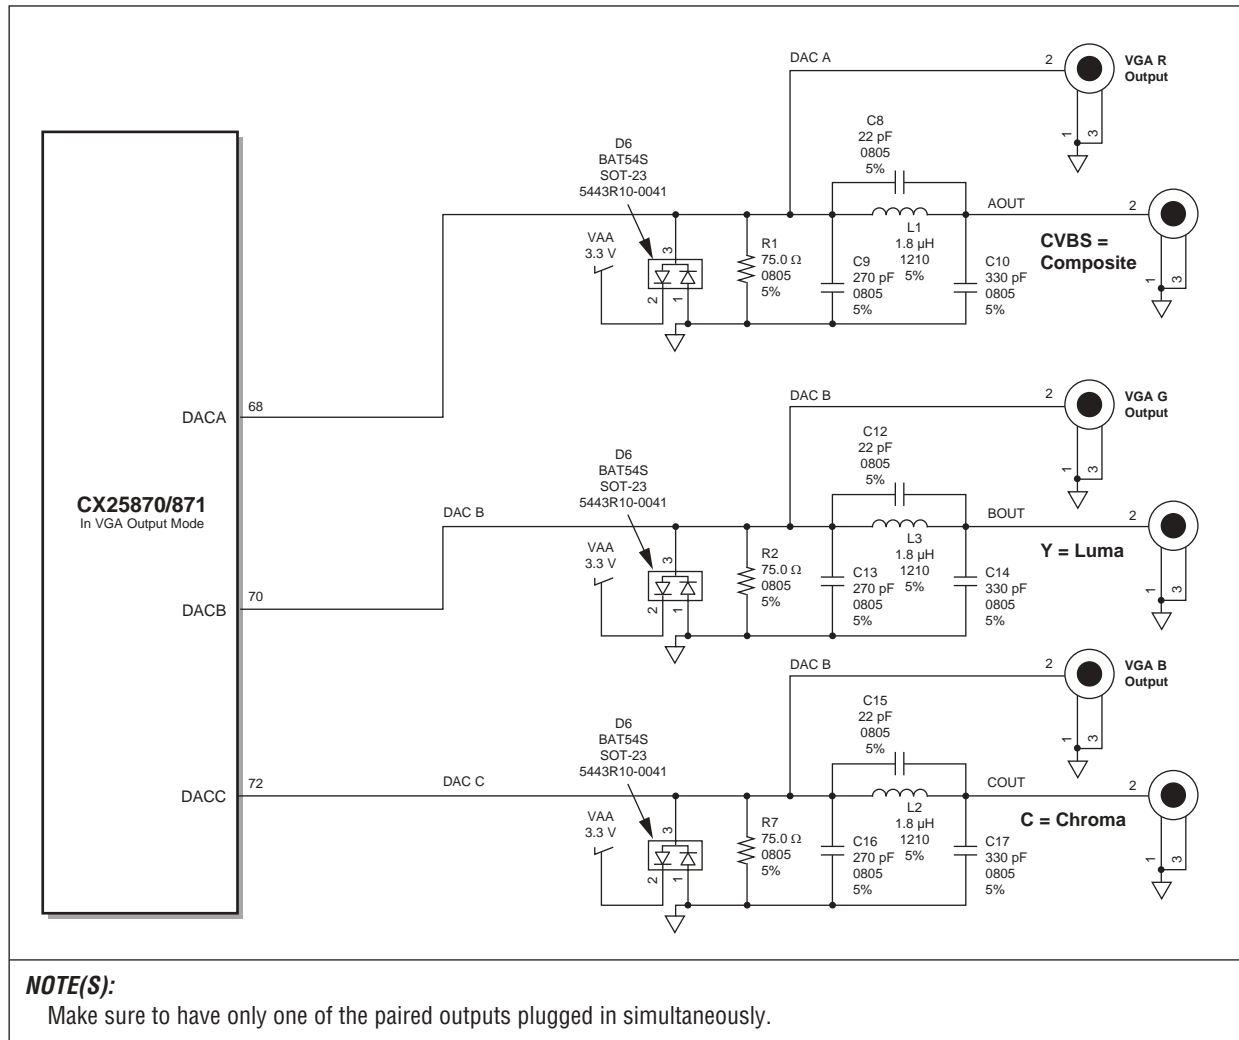 DAC A
2
VGA R
Output
1
3
C8
22 pF
0805
5%
D6
BAT54S
SOT-23
5443R10-0041
VAA
3.3 V
3
2
1
R1
75.0 Ω
0805
5%
C9
270 pF
0805
5%
L1
1.8 µH
1210
5%
C10
330 pF
0805
5%
AOUT
2
CVBS =
Composite
1
3
DACA
68
DAC B
2
VGA G
Output
1
3
C12
22 pF
0805
5%
D6
BAT54S
SOT-23
5443R10-0041
CX25870/871
In VGA Output Mode
DAC B
VAA
3.3 V
3
2
1
R2
75.0 Ω
0805
5%
C13
270 pF
0805
5%
L3
1.8 µH
1210
5%
C14
330 pF
0805
5%
BOUT
2
Y = Luma
1
3
DACB
70
DAC B
2
VGA B
Output
1
3
C15
22 pF
0805
5%
D6
BAT54S
SOT-23
5443R10-0041
DACC
72
DAC C
VAA
3.3 V
3
2
1
R7
75.0 Ω
0805
5%
C16
270 pF
0805
5%
L2
1.8 µH
1210
5%
C17
330 pF
0805
5%
COUT
2
C = Chroma
1
3
NOTE(S):
Make sure to have only one of the paired outputs plugged in simultaneously.